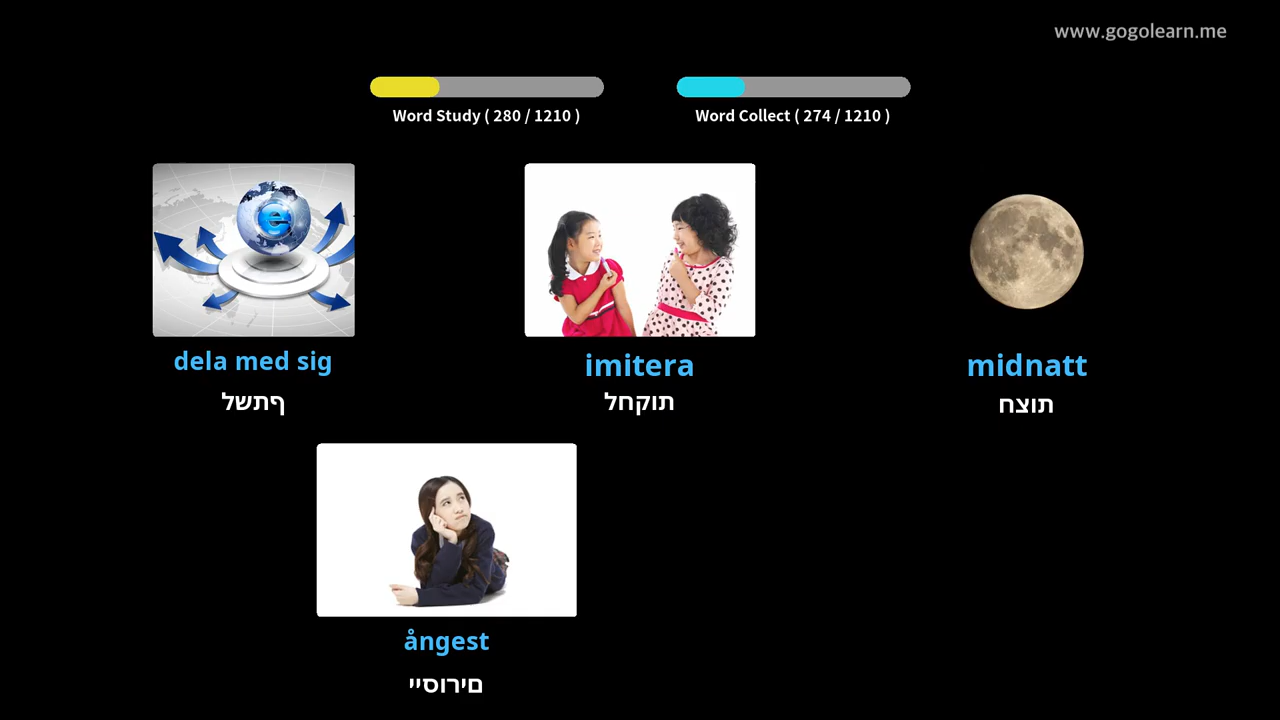 www.gogolearn.me
Word Study ( 280 / 1210 )
Word Collect ( 274 / 1210 )
dela med sig
ףתשל
imitera
תוקחל
midnatt
תוצח
ångest
םירוסיי